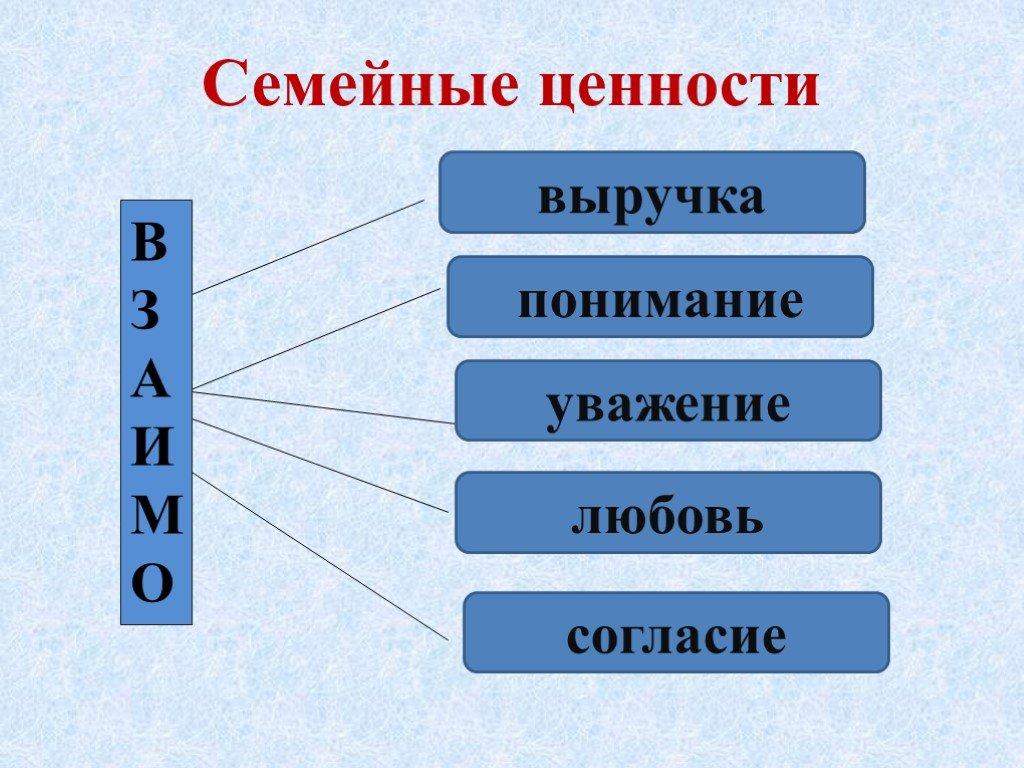 Семейные ценности
В
З
А
И
М
О
выручка
понимание
уважение
любовь
согласие